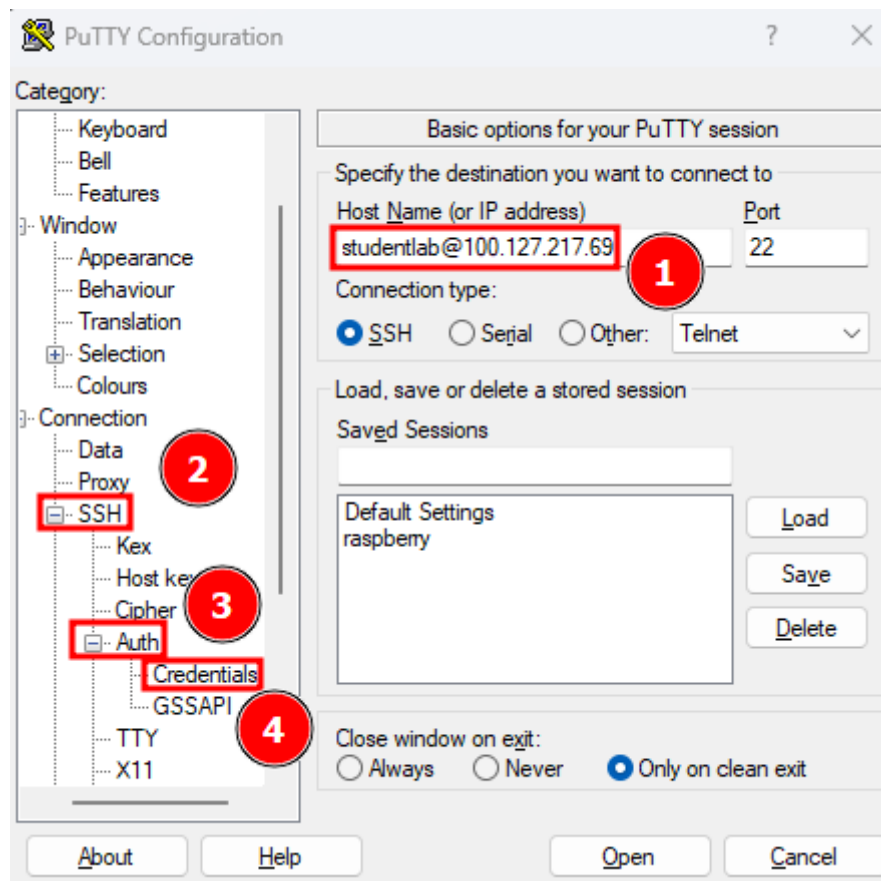 PuTTY Configuration
?
Category:
Keyboard
Bell
Features
Window
Appearance
Behaviour
Translation
Selection
Colours
Connection
Data
Proxy
2
SSH
Kex
Host key
3
Cipher
Auth
Credentials
GSSAPI
4
TTY
X11
Basic options for your PuTTY session
Specify the destination you want to connect to
Host Name (or IP address) Port
studentlab@100.127.217.69 22
1
Connection type:
SSH Serial Other: Telnet
Load, save or delete a stored session
Saved Sessions
Default Settings
raspberry
Load
Save
Delete
Close window on exit:
Always Never Only on clean exit
About Help Open Cancel